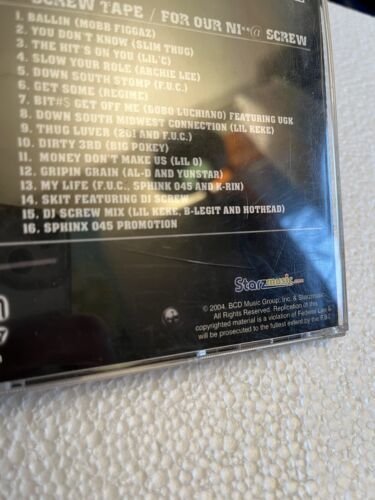 SCREW TAPE / FOR OUR NI**@ SCREW
1. BALLIN (MOBB FIGGAZ)
2. YOU DON'T KNOW (SLIM THUG)
3. THE HIT'S ON YOU (LIL'C)
4. SLOW YOUR ROLE (ARCHIE LEE)
5. DOWN SOUTH STOMP (F.U.C.)
6. GET SOME (REGIME)
7. BIT#$ GET OFF ME (BOBO LUCHIANO) FEATURING UGK
8. DOWN SOUTH MIDWEST CONNECTION (LIL KEKE)
9. THUG LUVER (2GI AND F.U.C.)
10. DIRTY 3RD (BIG POKEY)
11. MONEY DON'T MAKE US (LIL O)
12. GRIPIN GRAIN (AL-D AND YUNSTAR)
13. MY LIFE (F.U.C., SPHINK 045 AND K-RIN)
14. SKIT FEATURING DJ SCREW
15. DJ SCREW MIX (LIL KEKE, B-LEGIT AND HOTHEAD)
16. SPHINX 045 PROMOTION
Starzmusic.com
© 2004. BCD Music Group, Inc. & Starzmusic
All Rights Reserved. Replication of this
copyrighted material is a violation of Federal Law &
will be prosecuted to the fullest extent by the F.B.I.